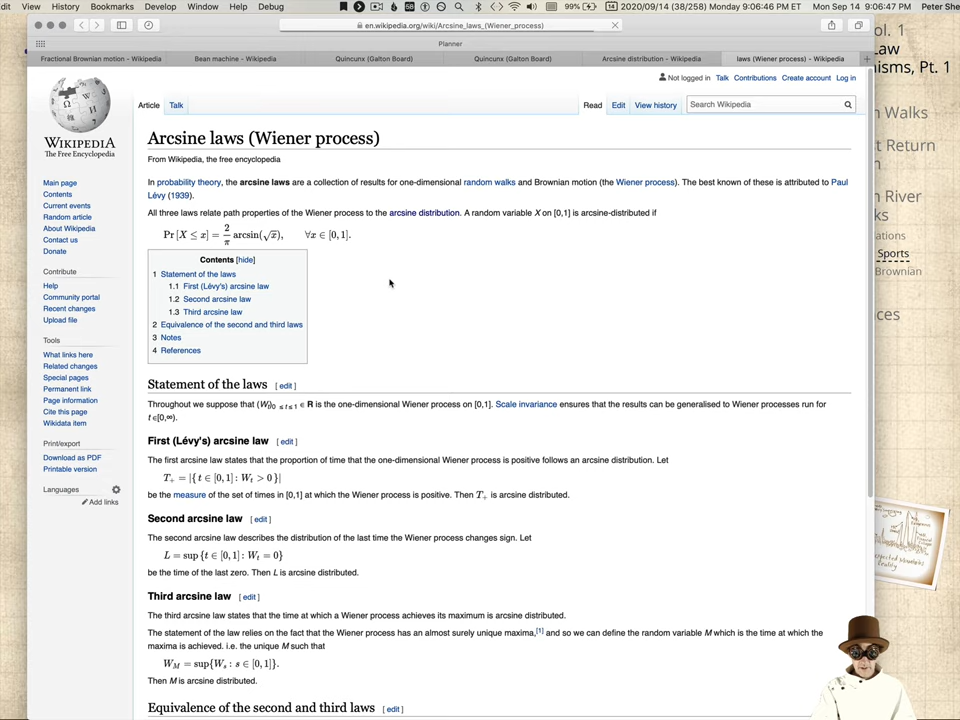 dit View History Bookmarks Develop Window Help Debug 58 99% 14 2020/09/14 (38/258) Monday 9:06:46 PM ET Mon Sep 14 9:06:47 PM Peter She
en.wikipedia.org/wiki/Arcsine_laws_(Wiener_process)
Planner
Fractional Brownian motion - Wikipedia Bean machine - Wikipedia Quincunx (Galton Board) Quincunx (Galton Board) Arcsine distribution - Wikipedia laws (Wiener process) - Wikipedia
ol. 1
Law
isms, Pt. 1
n Walks
st Return
n River
ks
ations
Sports
Brownian
ces
WIKIPEDIA
The Free Encyclopedia
Main page
Contents
Current events
Random article
About Wikipedia
Contact us
Donate
Contribute
Help
Community portal
Recent changes
Upload file
Tools
What links here
Related changes
Special pages
Permanent link
Page information
Cite this page
Wikidata item
Print/export
Download as PDF
Printable version
Languages
Add links
Not logged in Talk Contributions Create account Log in
Article Talk Read Edit View history Search Wikipedia
Arcsine laws (Wiener process)
From Wikipedia, the free encyclopedia
In probability theory, the arcsine laws are a collection of results for one-dimensional random walks and Brownian motion (the Wiener process). The best known of these is attributed to Paul
Lévy (1939).
All three laws relate path properties of the Wiener process to the arcsine distribution. A random variable X on [0,1] is arcsine-distributed if
Pr [X ≤ x] = 2/π arcsin(√x), ∀x ∈ [0, 1].
Contents [hide]
1 Statement of the laws
1.1 First (Lévy's) arcsine law
1.2 Second arcsine law
1.3 Third arcsine law
2 Equivalence of the second and third laws
3 Notes
4 References
Statement of the laws [ edit ]
Throughout we suppose that (Wt)0 ≤ t ≤ 1 ∈ R is the one-dimensional Wiener process on [0,1]. Scale invariance ensures that the results can be generalised to Wiener processes run for
t ∈[0,∞).
First (Lévy's) arcsine law [ edit ]
The first arcsine law states that the proportion of time that the one-dimensional Wiener process is positive follows an arcsine distribution. Let
T₊ = |{ t ∈ [0, 1] : Wₜ > 0 }|
be the measure of the set of times in [0,1] at which the Wiener process is positive. Then T₊ is arcsine distributed.
Second arcsine law [ edit ]
The second arcsine law describes the distribution of the last time the Wiener process changes sign. Let
L = sup {t ∈ [0, 1] : Wₜ = 0}
be the time of the last zero. Then L is arcsine distributed.
Third arcsine law [ edit ]
The third arcsine law states that the time at which a Wiener process achieves its maximum is arcsine distributed.
The statement of the law relies on the fact that the Wiener process has an almost surely unique maxima,[1] and so we can define the random variable M which is the time at which the
maxima is achieved. i.e. the unique M such that
W_M = sup{Wₛ : s ∈ [0, 1]}.
Then M is arcsine distributed.
Equivalence of the second and third laws [ edit ]